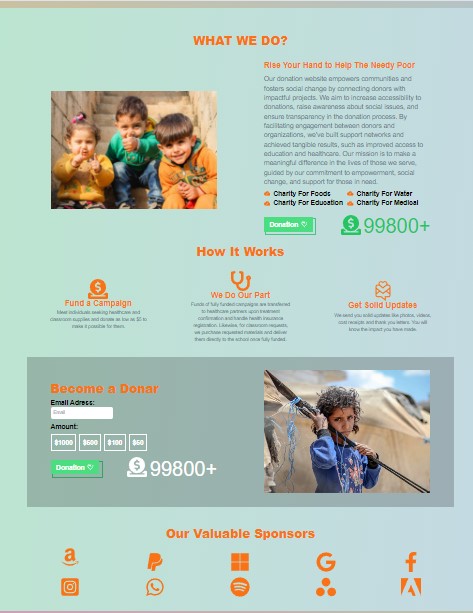 WHAT WE DO?
Rise Your Hand to Help The Needy Poor
Our donation website empowers communities and
fosters social change by connecting donors with
impactful projects. We aim to increase accessibility to
donations, raise awareness about social issues, and
ensure transparency in the donation process. By
facilitating engagement between donors and
organizations, we've built support networks and
achieved tangible results, such as improved access to
education and healthcare. Our mission is to make a
meaningful difference in the lives of those we serve,
guided by our commitment to empowerment, social
change, and support for those in need.
Charity For Foods Charity For Water
Charity For Education Charity For Medical
Donation 99800+
How It Works
Fund a Campaign
Meet individuals seeking healthcare and
classroom supplies and donate as low as $5 to
make it possible for them.
We Do Our Part
Funds of fully funded campaigns are transferred
to healthcare partners upon treatment
confirmation and handle health insurance
registration. Likewise, for classroom requests,
we purchase requested materials and deliver
them directly to the school once fully funded.
Get Solid Updates
We send you solid updates like photos, videos,
cost receipts and thank you letters. You will
know the impact you have made.
Become a Donar
Email Adress:
Email
Amount:
$1000 $500 $100 $50
Donation 99800+
Our Valuable Sponsors